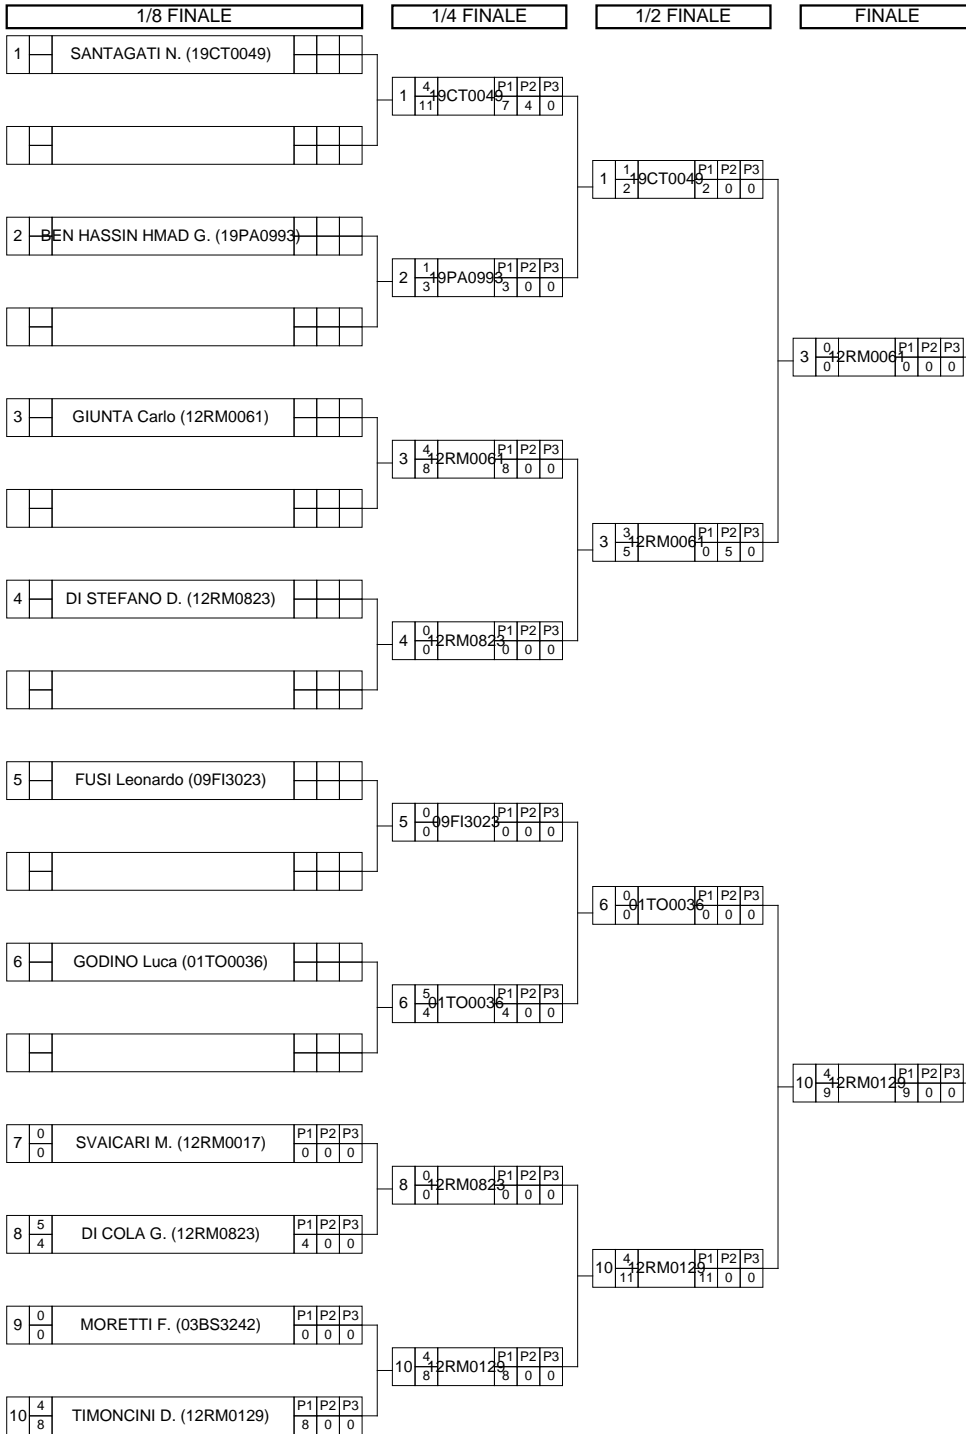 1/8 FINALE 1/4 FINALE 1/2 FINALE FINALE
1 SANTAGATI N. (19CT0049)
1 4 11 19CT0049 P1 P2 P3 7 4 0
1 1 2 19CT0049 P1 P2 P3 2 0 0
2 BEN HASSIN HMAD G. (19PA0993)
2 1 3 19PA0993 P1 P2 P3 3 0 0
3 0 0 12RM0061 P1 P2 P3 0 0 0
3 GIUNTA Carlo (12RM0061)
3 4 8 12RM0061 P1 P2 P3 8 0 0
3 3 5 12RM0061 P1 P2 P3 0 5 0
4 DI STEFANO D. (12RM0823)
4 0 0 12RM0823 P1 P2 P3 0 0 0
5 FUSI Leonardo (09FI3023)
5 0 0 09FI3023 P1 P2 P3 0 0 0
6 0 0 01TO0036 P1 P2 P3 0 0 0
6 GODINO Luca (01TO0036)
6 5 4 01TO0036 P1 P2 P3 4 0 0
10 4 9 12RM0129 P1 P2 P3 9 0 0
7 0 0 SVAICARI M. (12RM0017) P1 P2 P3 0 0 0
8 0 0 12RM0823 P1 P2 P3 0 0 0
8 5 4 DI COLA G. (12RM0823) P1 P2 P3 4 0 0
10 4 11 12RM0129 P1 P2 P3 11 0 0
9 0 0 MORETTI F. (03BS3242) P1 P2 P3 0 0 0
10 4 8 12RM0129 P1 P2 P3 8 0 0
10 4 8 TIMONCINI D. (12RM0129) P1 P2 P3 8 0 0